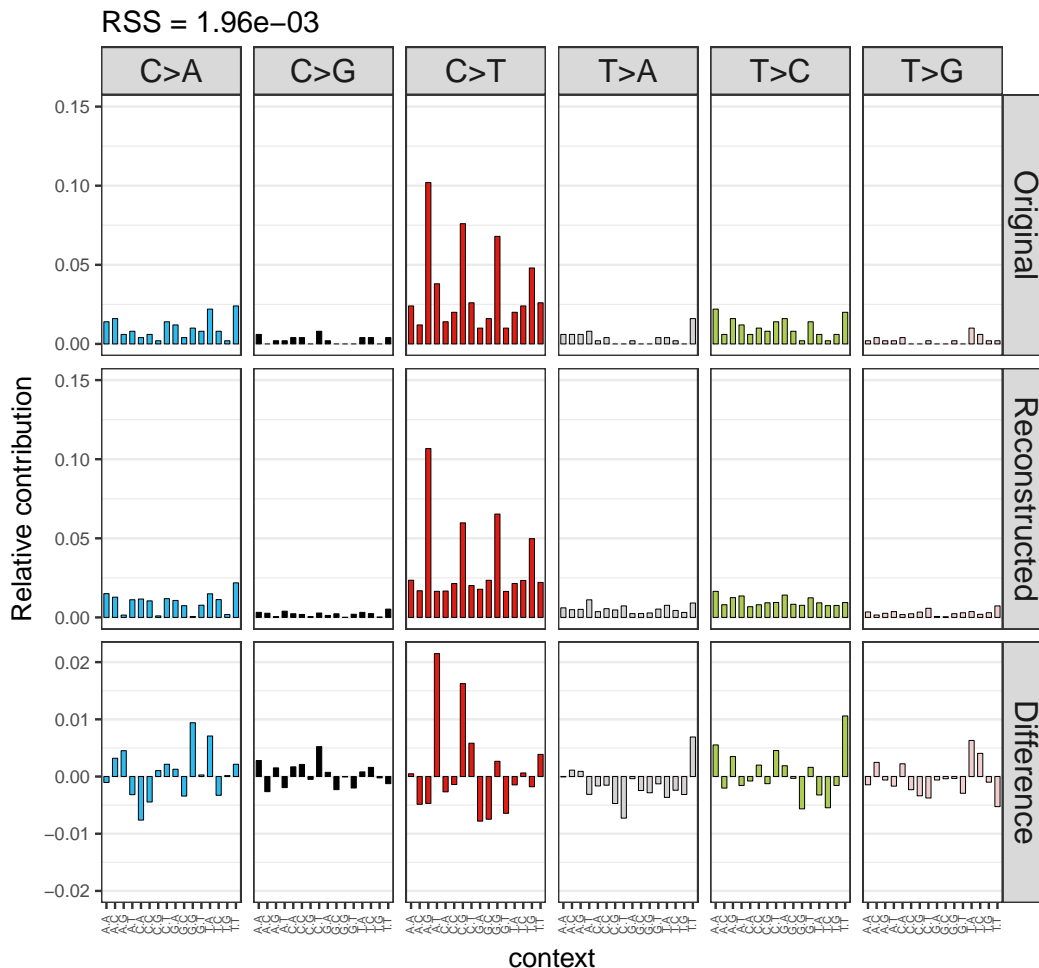 RSS = 1.96e−03
C>A C>G C>T T>A T>C T>G
Original
0.15
0.10
0.05
0.00
Reconstructed
0.15
0.10
0.05
0.00
Difference
0.02
0.01
0.00
−0.01
−0.02
Relative contribution
A.A A.C A.G A.T C.A C.C C.G C.T G.A G.C G.G G.T T.A T.C T.G T.T
A.A A.C A.G A.T C.A C.C C.G C.T G.A G.C G.G G.T T.A T.C T.G T.T
A.A A.C A.G A.T C.A C.C C.G C.T G.A G.C G.G G.T T.A T.C T.G T.T
A.A A.C A.G A.T C.A C.C C.G C.T G.A G.C G.G G.T T.A T.C T.G T.T
A.A A.C A.G A.T C.A C.C C.G C.T G.A G.C G.G G.T T.A T.C T.G T.T
A.A A.C A.G A.T C.A C.C C.G C.T G.A G.C G.G G.T T.A T.C T.G T.T
context